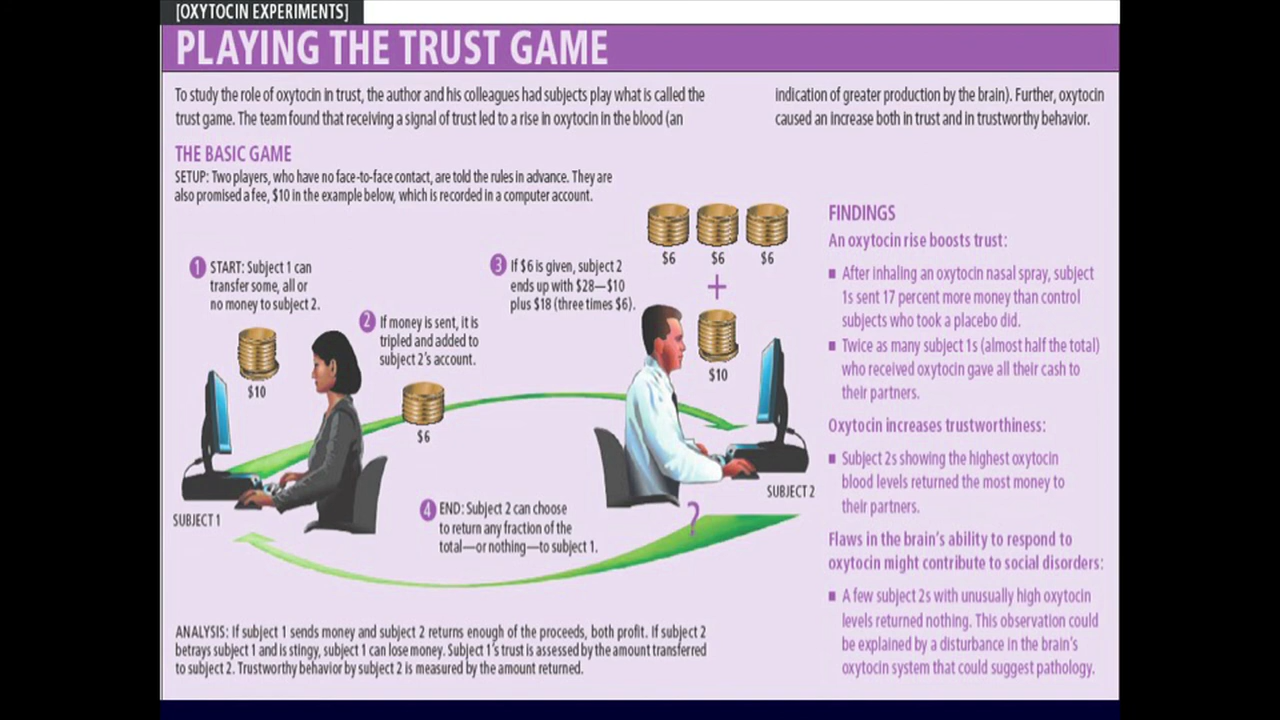 [OXYTOCIN EXPERIMENTS]
PLAYING THE TRUST GAME
To study the role of oxytocin in trust, the author and his colleagues had subjects play what is called the
trust game. The team found that receiving a signal of trust led to a rise in oxytocin in the blood (an
indication of greater production by the brain). Further, oxytocin
caused an increase both in trust and in trustworthy behavior.
THE BASIC GAME
SETUP: Two players, who have no face-to-face contact, are told the rules in advance. They are
also promised a fee, $10 in the example below, which is recorded in a computer account.
1 START: Subject 1 can
transfer some, all or
no money to subject 2.
$10
2 If money is sent, it is
tripled and added to
subject 2's account.
$6
3 If $6 is given, subject 2
ends up with $28—$10
plus $18 (three times $6).
$6 $6 $6
+
$10
SUBJECT 1
SUBJECT 2
4 END: Subject 2 can choose
to return any fraction of the
total—or nothing—to subject 1.
?
ANALYSIS: If subject 1 sends money and subject 2 returns enough of the proceeds, both profit. If subject 2
betrays subject 1 and is stingy, subject 1 can lose money. Subject 1's trust is assessed by the amount transferred
to subject 2. Trustworthy behavior by subject 2 is measured by the amount returned.
FINDINGS
An oxytocin rise boosts trust:
■ After inhaling an oxytocin nasal spray, subject
1s sent 17 percent more money than control
subjects who took a placebo did.
■ Twice as many subject 1s (almost half the total)
who received oxytocin gave all their cash to
their partners.
Oxytocin increases trustworthiness:
■ Subject 2s showing the highest oxytocin
blood levels returned the most money to
their partners.
Flaws in the brain's ability to respond to
oxytocin might contribute to social disorders:
■ A few subject 2s with unusually high oxytocin
levels returned nothing. This observation could
be explained by a disturbance in the brain's
oxytocin system that could suggest pathology.